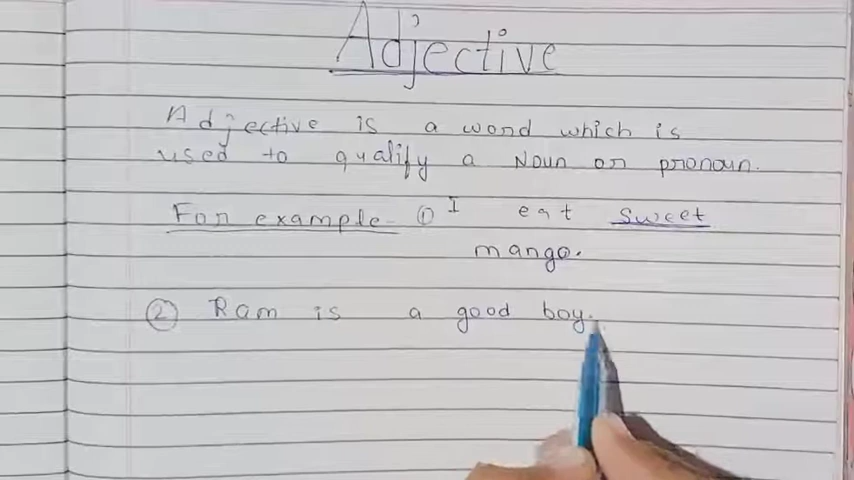 Adjective
Adjective is a word which is
used to qualify a Noun or pronoun.
For example- ① I eat sweet
mango.
② Ram is a good boy.